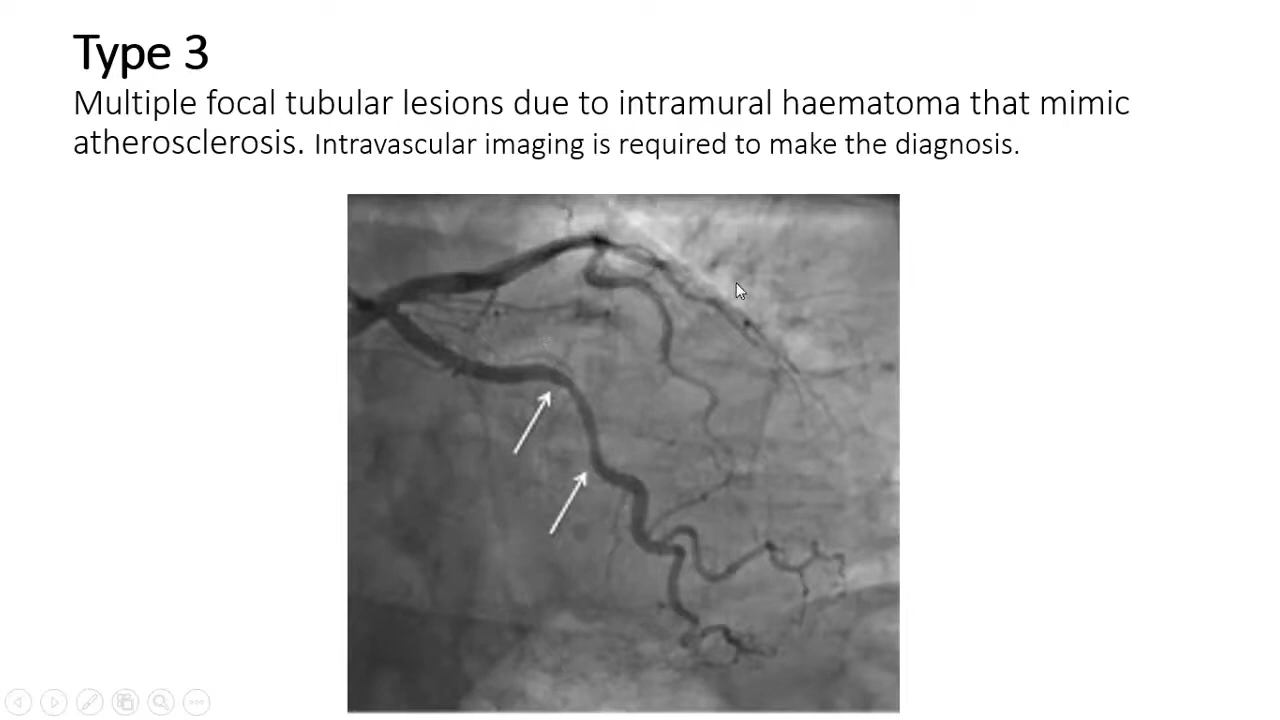 Type 3
Multiple focal tubular lesions due to intramural haematoma that mimic
atherosclerosis. Intravascular imaging is required to make the diagnosis.